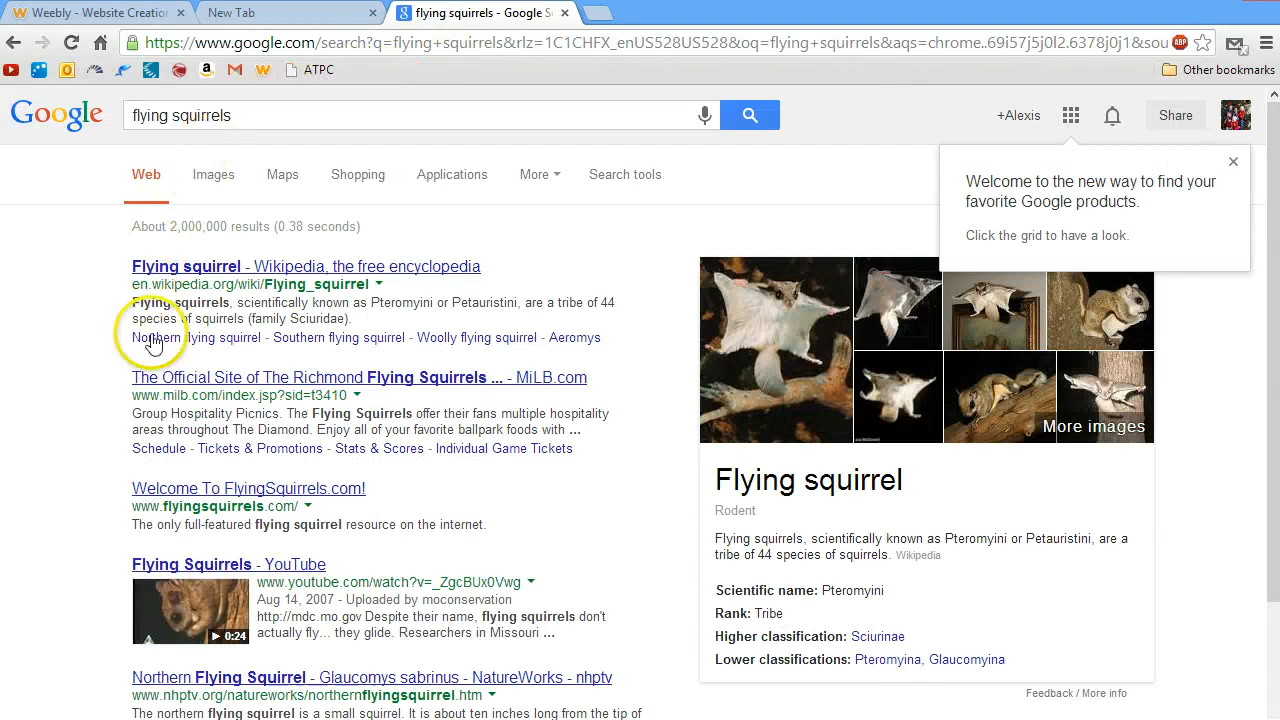 Weebly - Website Creation
New Tab
flying squirrels - Google S
https://www.google.com/search?q=flying+squirrels&rlz=1C1CHFX_enUS528US528&oq=flying+squirrels&aqs=chrome..69i57j5j0l2.6378j0j1&sou
ABP
ATPC
Other bookmarks
Google
flying squirrels
+Alexis
Share
Web
Images
Maps
Shopping
Applications
More
Search tools
Welcome to the new way to find your
favorite Google products.
Click the grid to have a look.
About 2,000,000 results (0.38 seconds)
Flying squirrel - Wikipedia, the free encyclopedia
en.wikipedia.org/wiki/Flying_squirrel
Flying squirrels, scientifically known as Pteromyini or Petauristini, are a tribe of 44
species of squirrels (family Sciuridae).
Northern flying squirrel - Southern flying squirrel - Woolly flying squirrel - Aeromys
The Official Site of The Richmond Flying Squirrels ... - MiLB.com
www.milb.com/index.jsp?sid=t3410
Group Hospitality Picnics. The Flying Squirrels offer their fans multiple hospitality
areas throughout The Diamond. Enjoy all of your favorite ballpark foods with ...
Schedule - Tickets & Promotions - Stats & Scores - Individual Game Tickets
Welcome To FlyingSquirrels.com!
www.flyingsquirrels.com/
The only full-featured flying squirrel resource on the internet.
Flying Squirrels - YouTube
www.youtube.com/watch?v=_ZgcBUx0Vwg
Aug 14, 2007 - Uploaded by moconservation
http://mdc.mo.gov Despite their name, flying squirrels don't
actually fly... they glide. Researchers in Missouri ...
0:24
Northern Flying Squirrel - Glaucomys sabrinus - NatureWorks - nhptv
www.nhptv.org/natureworks/northernflyingsquirrel.htm
The northern flying squirrel is a small squirrel. It is about ten inches long from the tip of
More images
Flying squirrel
Rodent
Flying squirrels, scientifically known as Pteromyini or Petauristini, are a
tribe of 44 species of squirrels. Wikipedia
Scientific name: Pteromyini
Rank: Tribe
Higher classification: Sciurinae
Lower classifications: Pteromyina, Glaucomyina
Feedback / More info